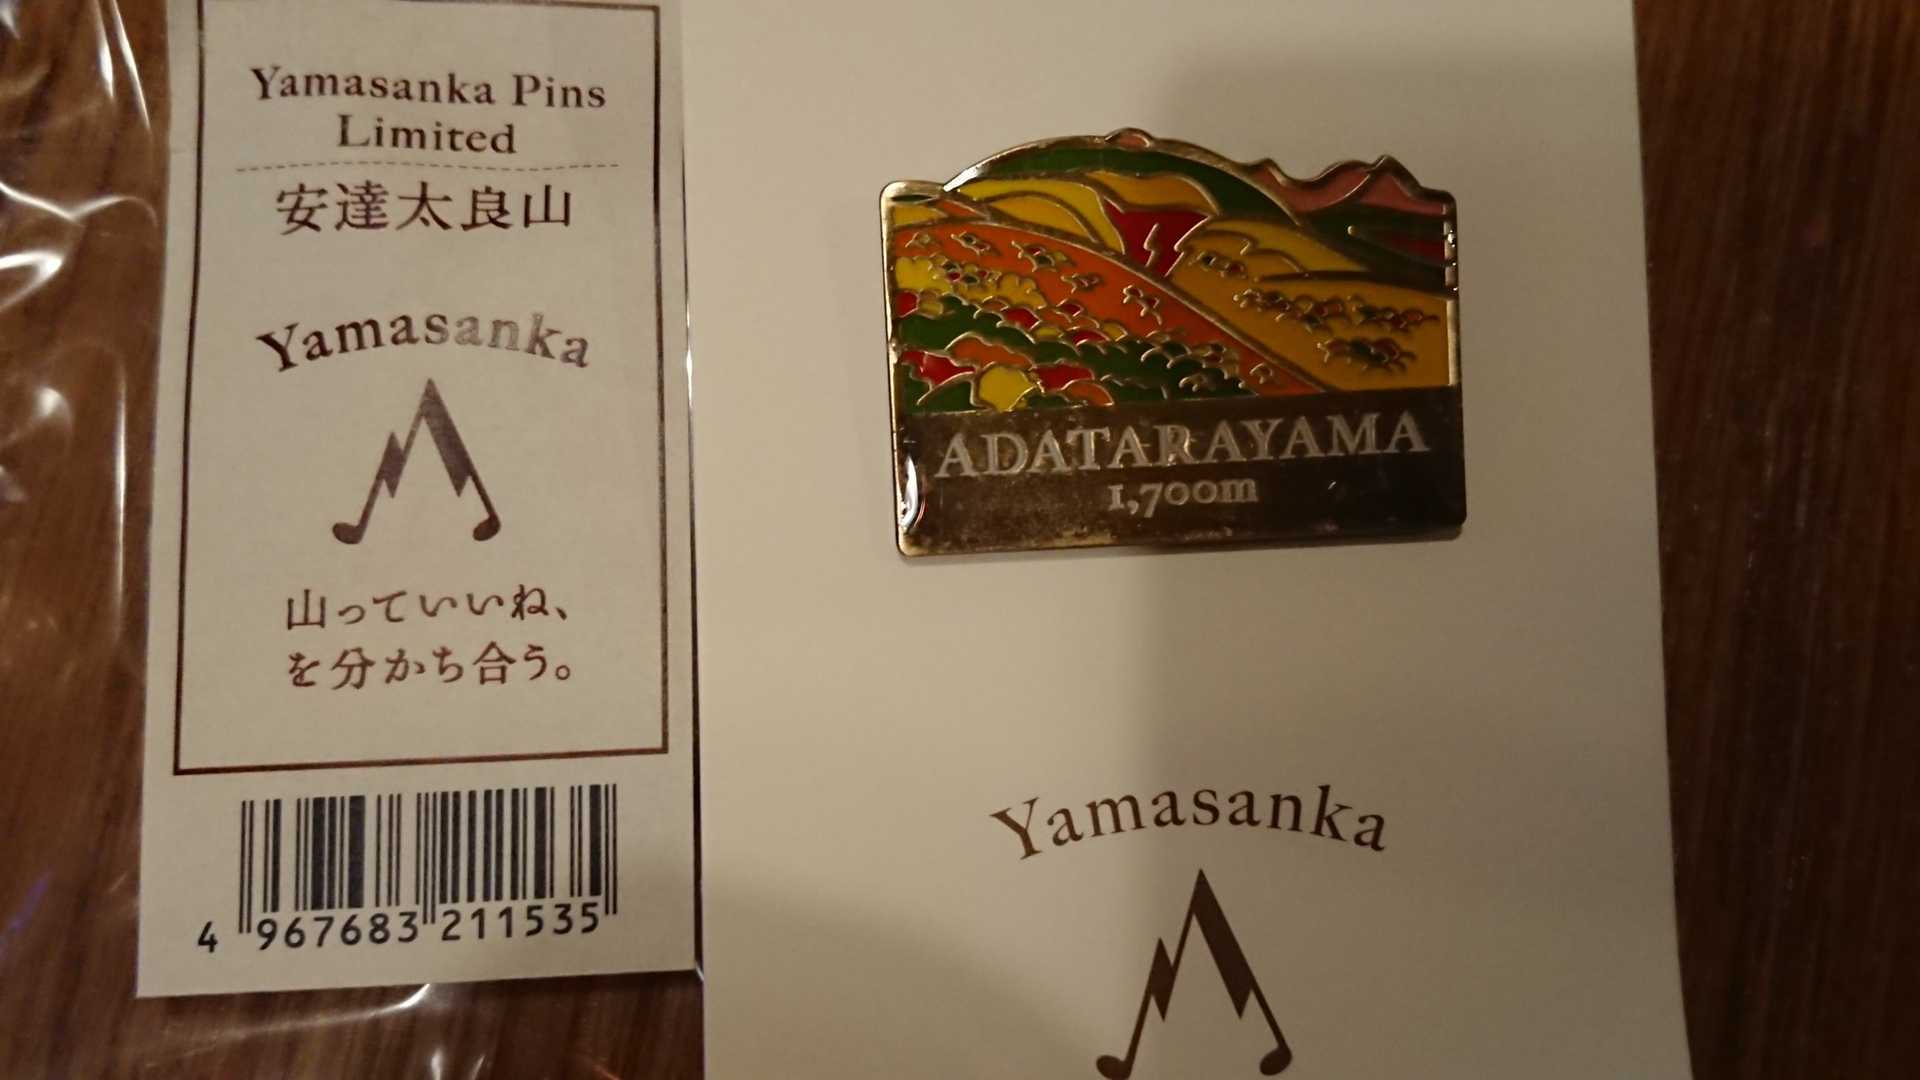 Yamasanka Pins
Limited
安達太良山
Yamasanka
山っていいね、
を分かち合う。
4 967683 211535
ADATARAYAMA
1,700m
Yamasanka